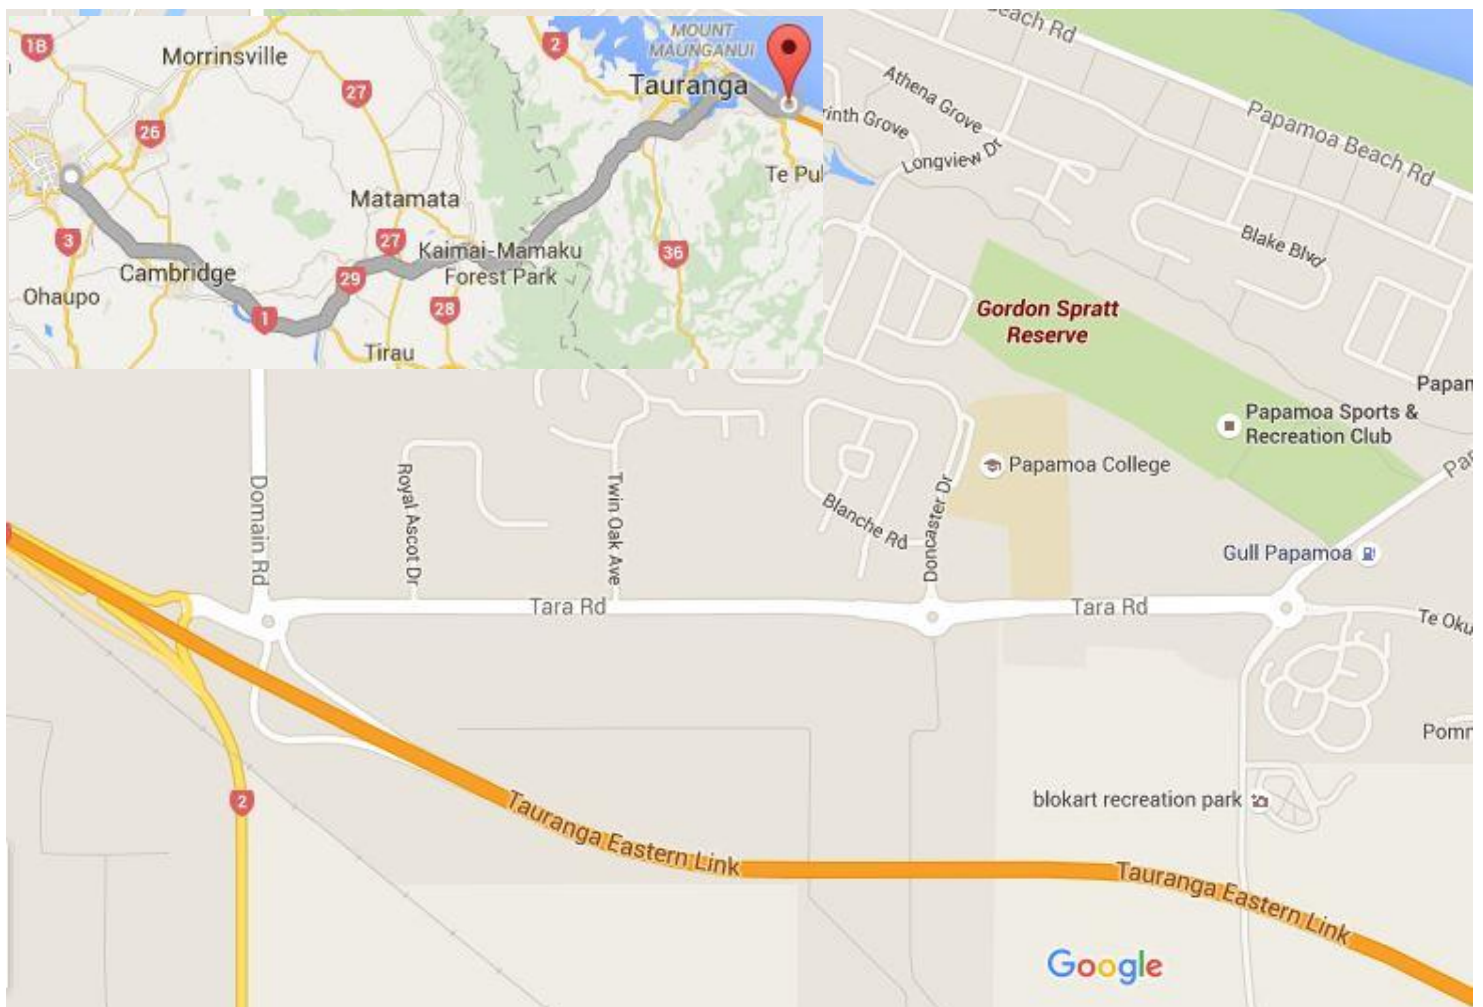 18
Morrinsville
2
MOUNT
MAUNGANUI
Tauranga
27
26
Te Pu
Matamata
3
27
Kaimai-Mamaku
Forest Park
36
Cambridge
29
Ohaupo
1
28
Tirau
Beach Rd
Athena Grove
rinth Grove
Longview Dr
Papamoa Beach Rd
Blake Blvd
Gordon Spratt
Reserve
Papam
Papamoa Sports &
Recreation Club
Par
Domain Rd
Royal Ascot Dr
Twin Oak Ave
Blanche Rd
Doncaster Dr
Papamoa College
Gull Papamoa
Tara Rd
Tara Rd
Te Oku
Pomm
2
blokart recreation park
Tauranga Eastern Link
Tauranga Eastern Link
Google